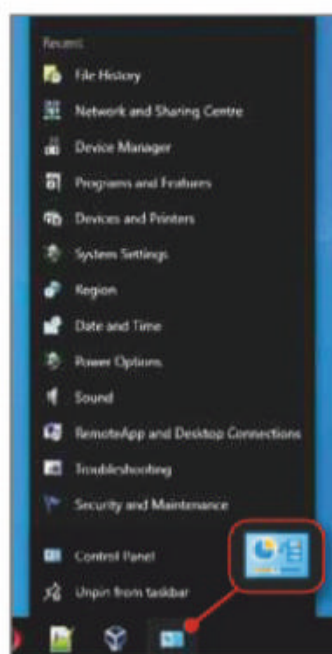 Recent
File History
Network and Sharing Centre
Device Manager
Programs and Features
Devices and Printers
System Settings
Region
Date and Time
Power Options
Sound
RemoteApp and Desktop Connections
Troubleshooting
Security and Maintenance
Control Panel
Unpin from taskbar